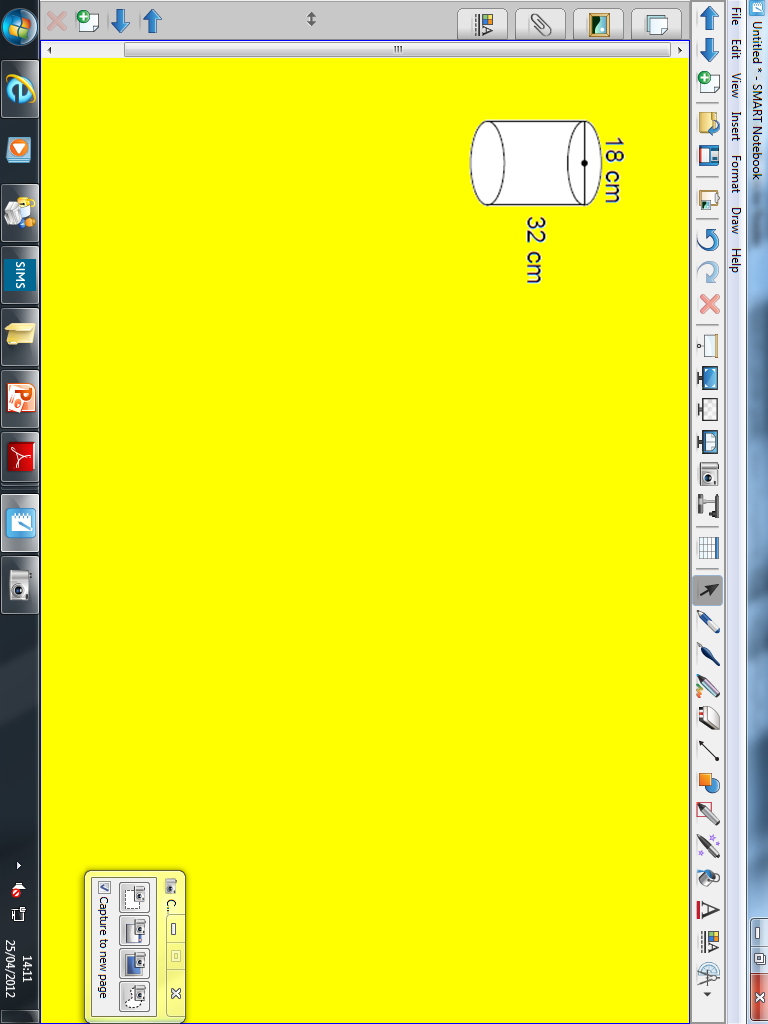 Untitled * - SMART Notebook
File Edit View Insert Format Draw Help
18 cm
32 cm
C...
Capture to new page
SIMS
14:11
25/04/2012